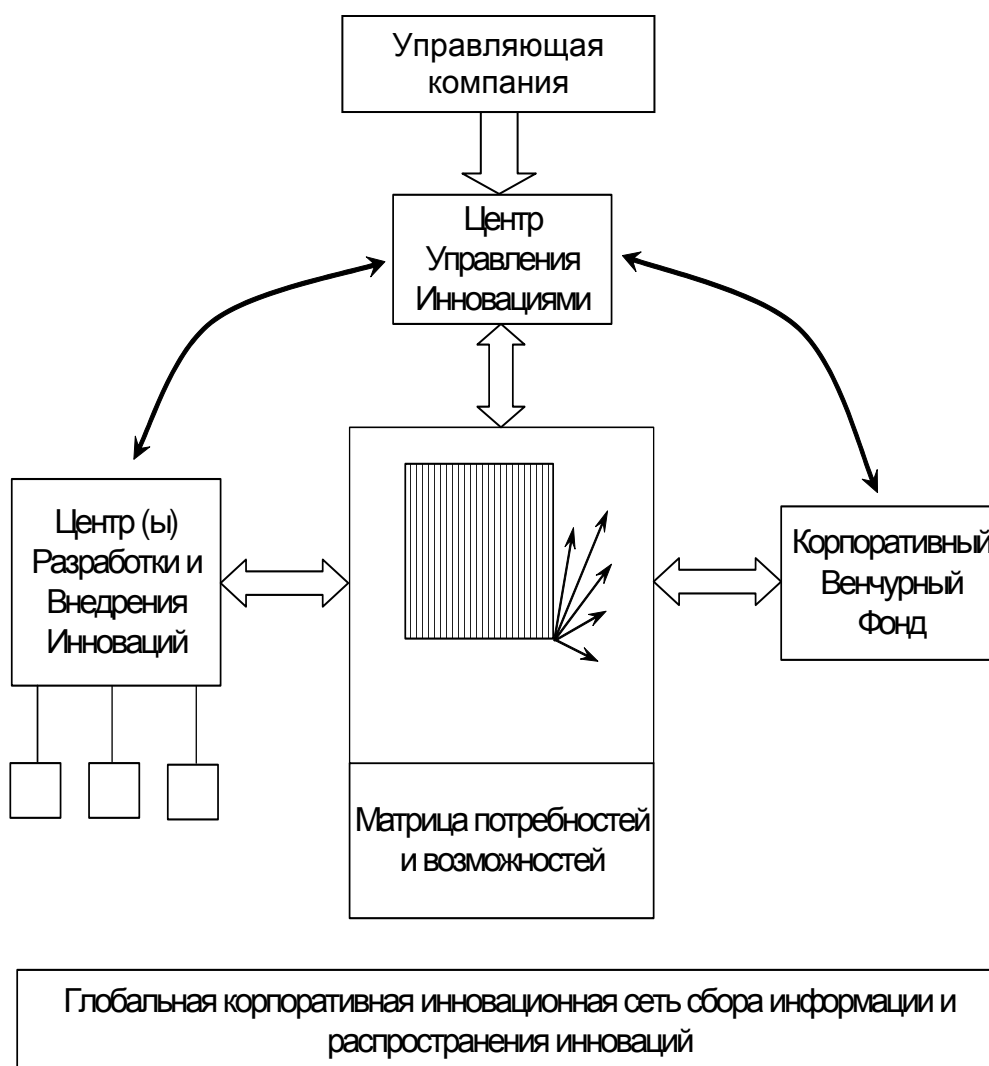 Управляющая
компания
Центр
Управления
Инновациями
Центр (ы)
Разработки и
Внедрения
Инноваций
Корпоративный
Венчурный
Фонд
Матрица потребностей
и возможностей
Глобальная корпоративная инновационная сеть сбора информации и
распространения инноваций